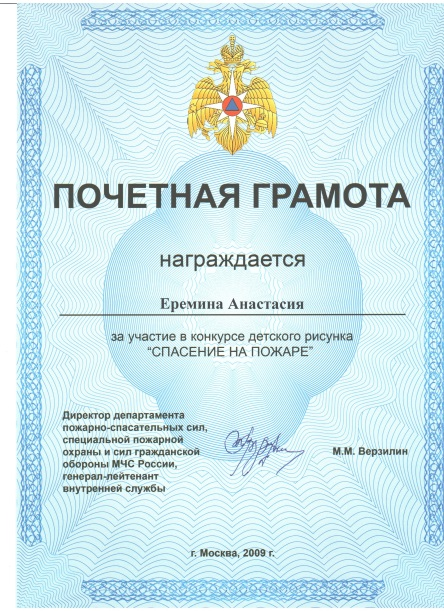 ПОЧЕТНАЯ ГРАМОТА
награждается
Еремина Анастасия
за участие в конкурсе детского рисунка
“СПАСЕНИЕ НА ПОЖАРЕ”
Директор департамента
пожарно-спасательных сил,
специальной пожарной
охраны и сил гражданской
обороны МЧС России,
генерал-лейтенант
внутренней службы
М.М. Верзилин
г. Москва, 2009 г.